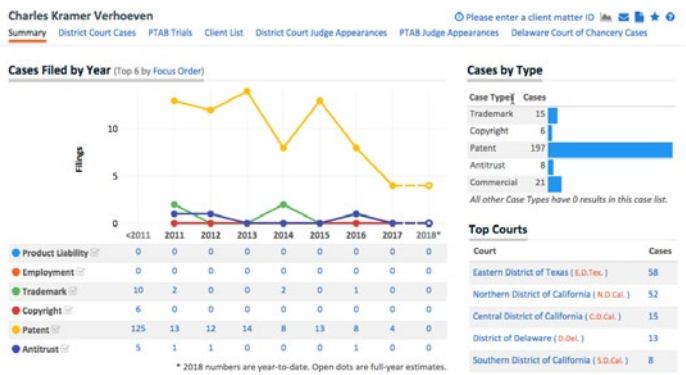 Charles Kramer Verhoeven
Please enter a client matter ID
Summary District Court Cases PTAB Trials Client List District Court Judge Appearances PTAB Judge Appearances Delaware Court of Chancery Cases
Cases Filed by Year (Top 6 by Focus Order)
Filings
10
5
0
<2011 2011 2012 2013 2014 2015 2016 2017 2018*
Product Liability 0 0 0 0 0 0 0 0 0
Employment 0 0 0 0 0 0 0 0 0
Trademark 10 2 0 0 2 0 1 0 0
Copyright 6 0 0 0 0 0 0 0 0
Patent 125 13 12 14 8 13 8 4 0
Antitrust 5 1 1 0 0 0 1 0 0
* 2018 numbers are year-to-date. Open dots are full-year estimates.
Cases by Type
Case Types Cases
Trademark 15
Copyright 6
Patent 197
Antitrust 8
Commercial 21
All other Case Types have 0 results in this case list.
Top Courts
Court Cases
Eastern District of Texas ( E.D.Tex. ) 58
Northern District of California ( N.D.Cal. ) 52
Central District of California ( C.D.Cal. ) 15
District of Delaware ( D.Del. ) 13
Southern District of California ( S.D.Cal. ) 8